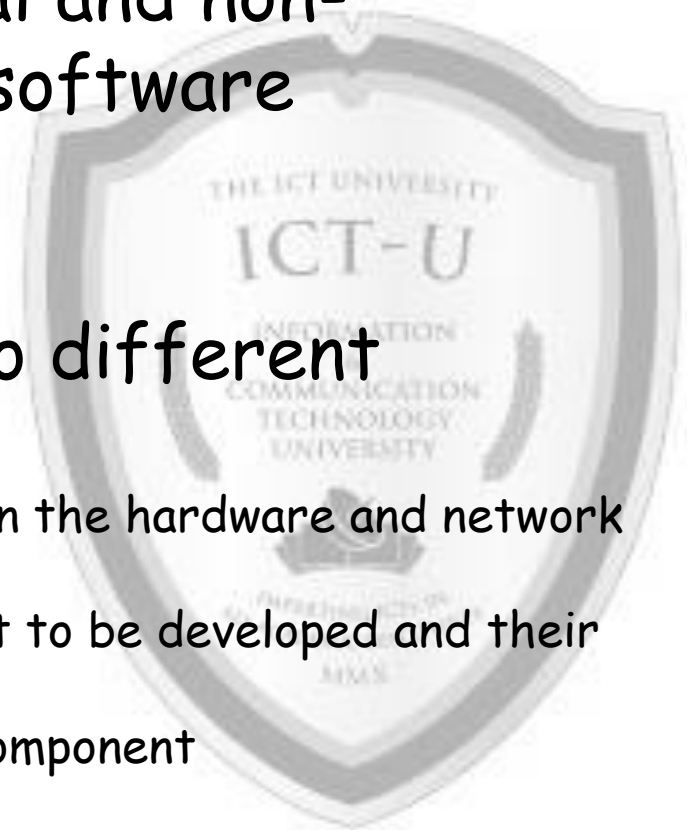 al and non-
software
THE ICT UNIVERSITY
ICT-U
INFORMATION
o different
COMMUNICATION
TECHNOLOGY
UNIVERSITY
n the hardware and network
t to be developed and their
MMX
omponent